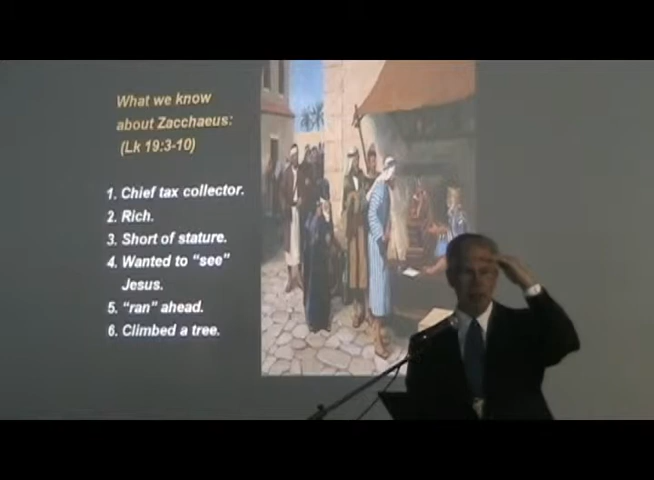 What we know
about Zacchaeus:
(Lk 19:3-10)
1. Chief tax collector.
2. Rich.
3. Short of stature.
4. Wanted to "see"
Jesus.
5. "ran" ahead.
6. Climbed a tree.